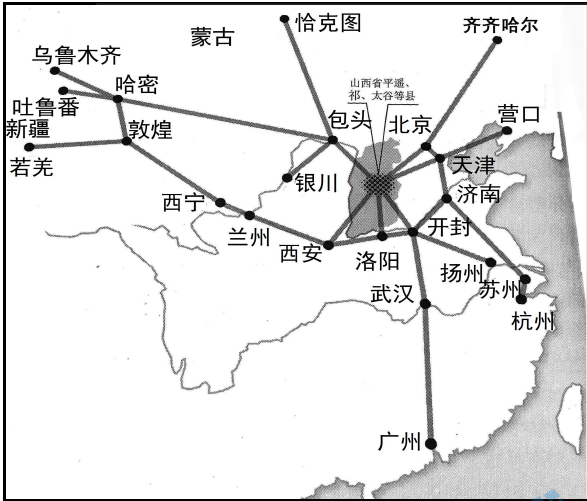 恰克图
齐齐哈尔
蒙古
乌鲁木齐
哈密
山西省平遥、
祁、太谷等县
吐鲁番
新疆
包头
北京
营口
敦煌
天津
若羌
银川
济南
西宁
兰州
开封
西安
洛阳
扬州
苏州
武汉
杭州
广州